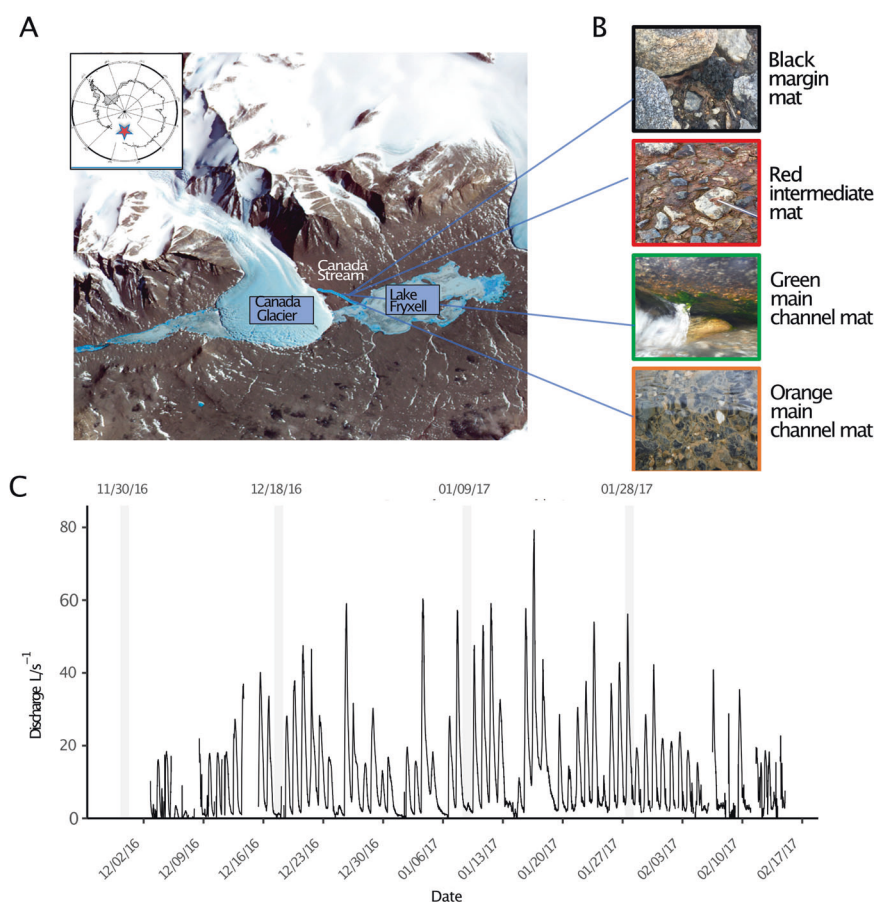 A
B
Canada
Stream
Canada
Glacier
Lake
Fryxell
Black
margin
mat
Red
intermediate
mat
Green
main
channel mat
Orange
main
channel mat
C
11/30/16 12/18/16 01/09/17 01/28/17
80
60
40
20
0
Discharge L/s⁻¹
12/02/16 12/09/16 12/16/16 12/23/16 12/30/16 01/06/17 01/13/17 01/20/17 01/27/17 02/03/17 02/10/17 02/17/17
Date